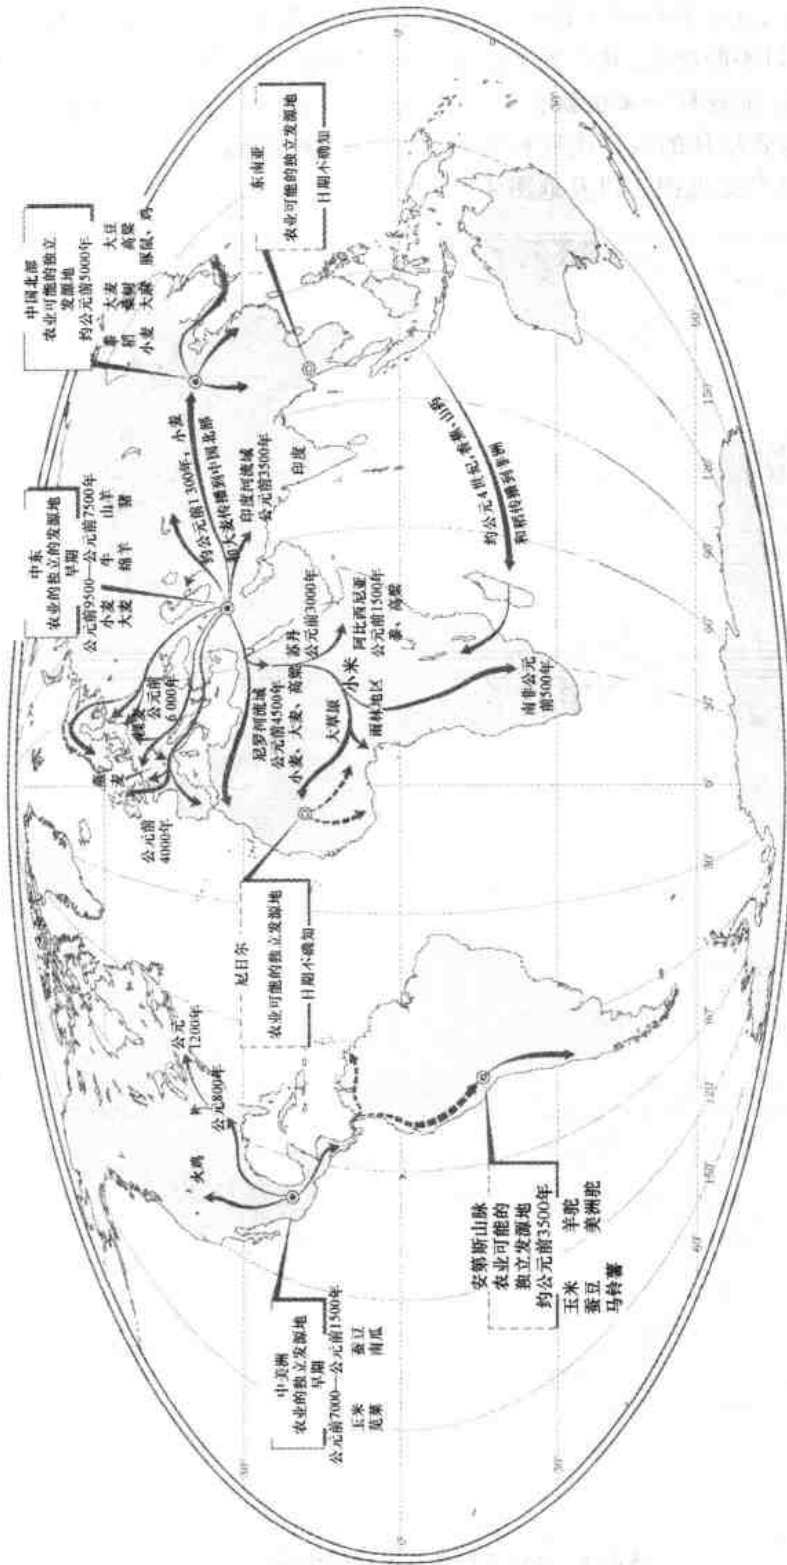 中美洲
农业的独立发源地
早期
公元前7000—公元前1500年
玉米 蚕豆
苋菜 南瓜
火鸡
公元800年
公元
1200年
安第斯山脉
农业可能的
独立发源地
约公元前3500年
玉米 羊驼
蚕豆 美洲驼
马铃薯
尼日尔
农业可能的独立发源地
日期不确知
公元前
4000年
燕
麦
公元前
6 000年
中东
农业的独立的发源地
早期
公元前9500—公元前7500年
小麦 牛 山羊
大麦 绵羊 猪
尼罗河流域
公元前4500年
小麦、大麦、高粱
苏丹
公元前3000年
大草原
小米
雨林地区
阿比西尼亚
公元前1500年
黍、高粱
南非公元
前500年
约公元前1 300年,小麦
和大麦传播到中国北部
印度河流域
公元前3500年
印度
中国北部
农业可能的独立
发源地
约公元前5000年
黍 大麦 大豆
稻 桑树 高粱
小麦 大麻 豚鼠、鸡
东南亚
农业可能的独立发源地
日期不确知
约公元4世纪,香蕉、山药
和稻传播到非洲
30°
0°
30°
60°
150°
120°
90°
60°
30°
0°
30°
60°
90°
120°
150°